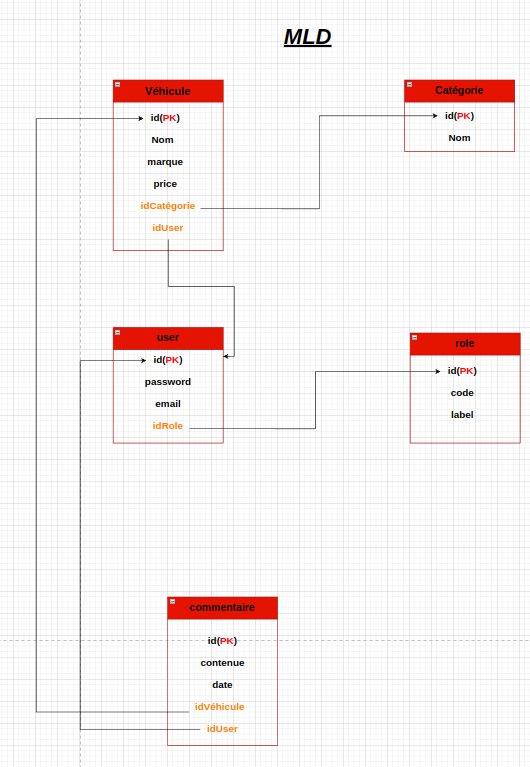 MLD
Véhicule
id(PK)
Nom
marque
price
idCatégorie
idUser
Catégorie
id(PK)
Nom
user
id(PK)
password
email
idRole
role
id(PK)
code
label
commentaire
id(PK)
contenue
date
idVéhicule
idUser